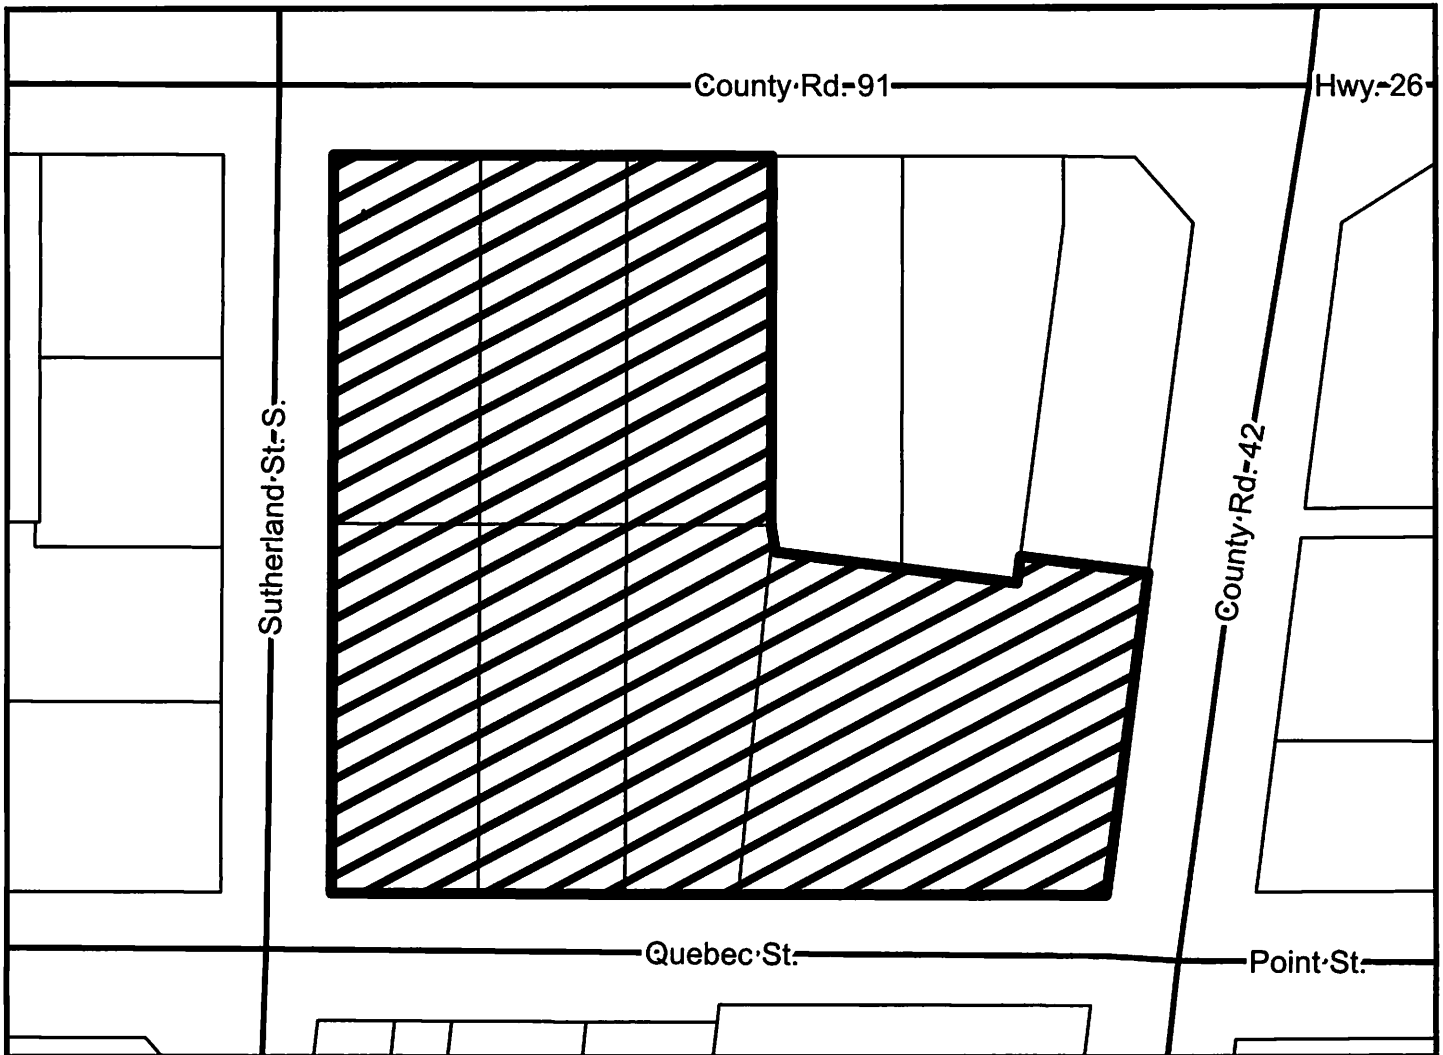 County Rd. 91
Hwy. 26
Sutherland St. S.
County Rd. 42
Quebec St.
Point St.